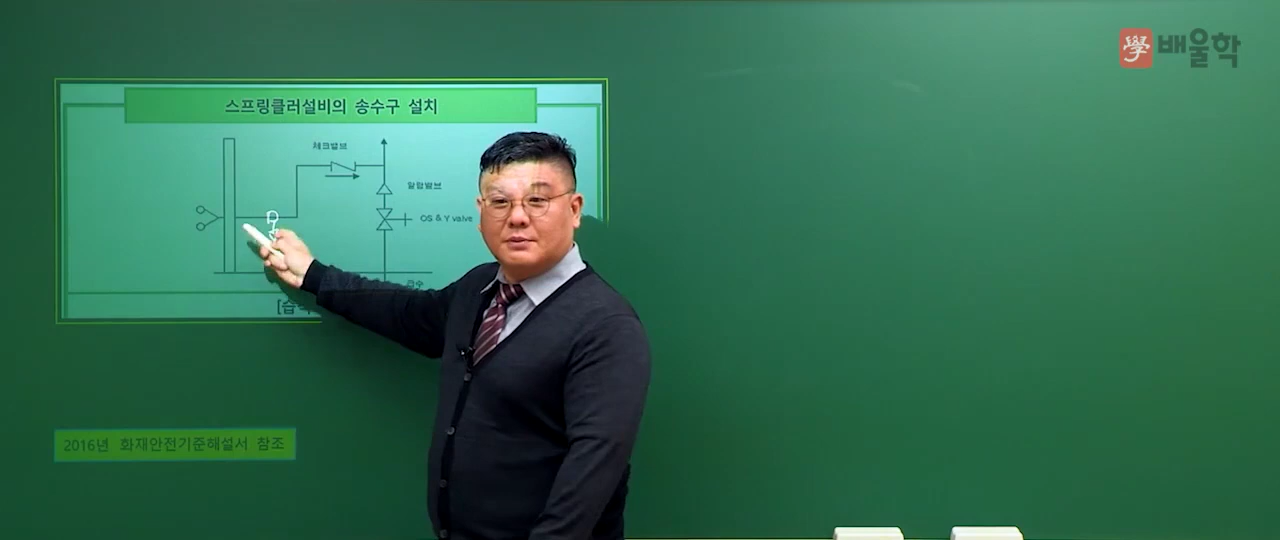 學 배울학
스프링클러설비의 송수구 설치
체크밸브
알람밸브
OS & Y valve
2016년 화재안전기준해설서 참조